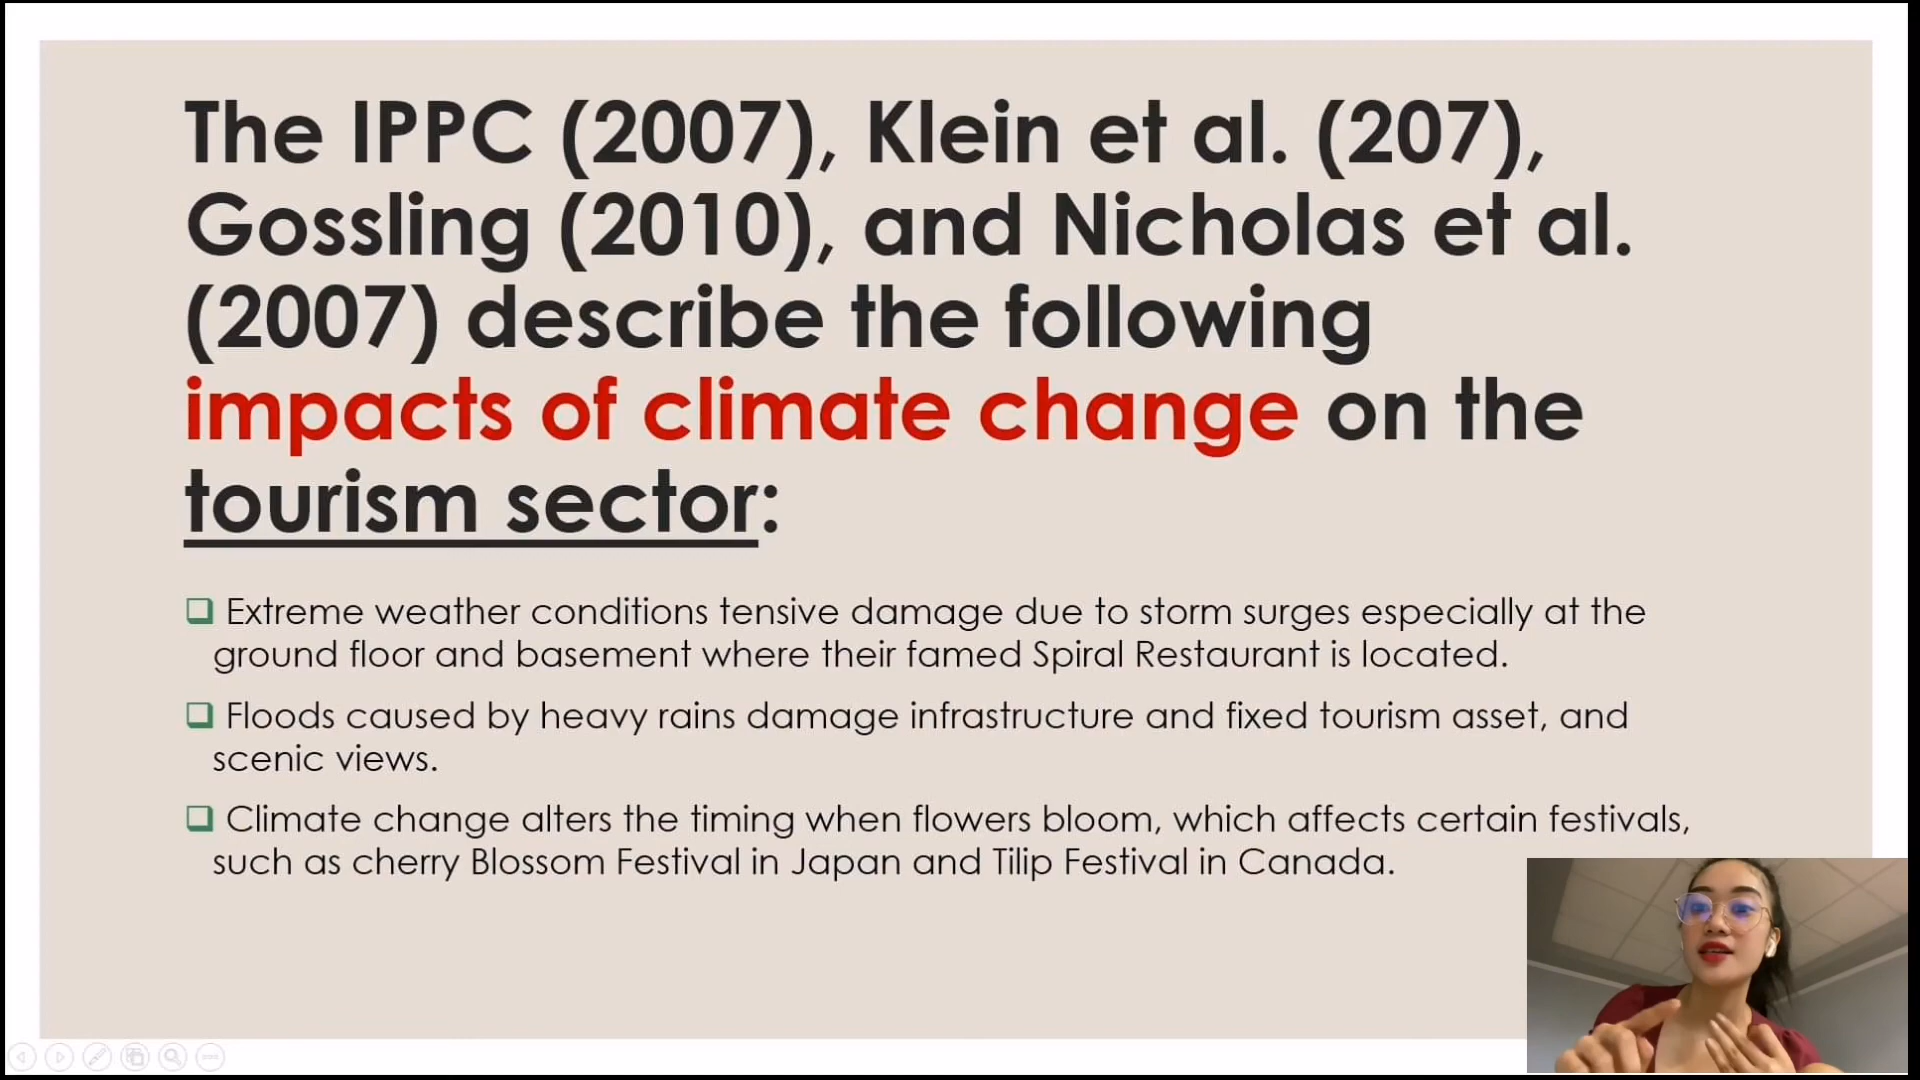 The IPPC (2007), Klein et al. (207),
Gossling (2010), and Nicholas et al.
(2007) describe the following
impacts of climate change on the
tourism sector:
Extreme weather conditions tensive damage due to storm surges especially at the
ground floor and basement where their famed Spiral Restaurant is located.
Floods caused by heavy rains damage infrastructure and fixed tourism asset, and
scenic views.
Climate change alters the timing when flowers bloom, which affects certain festivals,
such as cherry Blossom Festival in Japan and Tilip Festival in Canada.